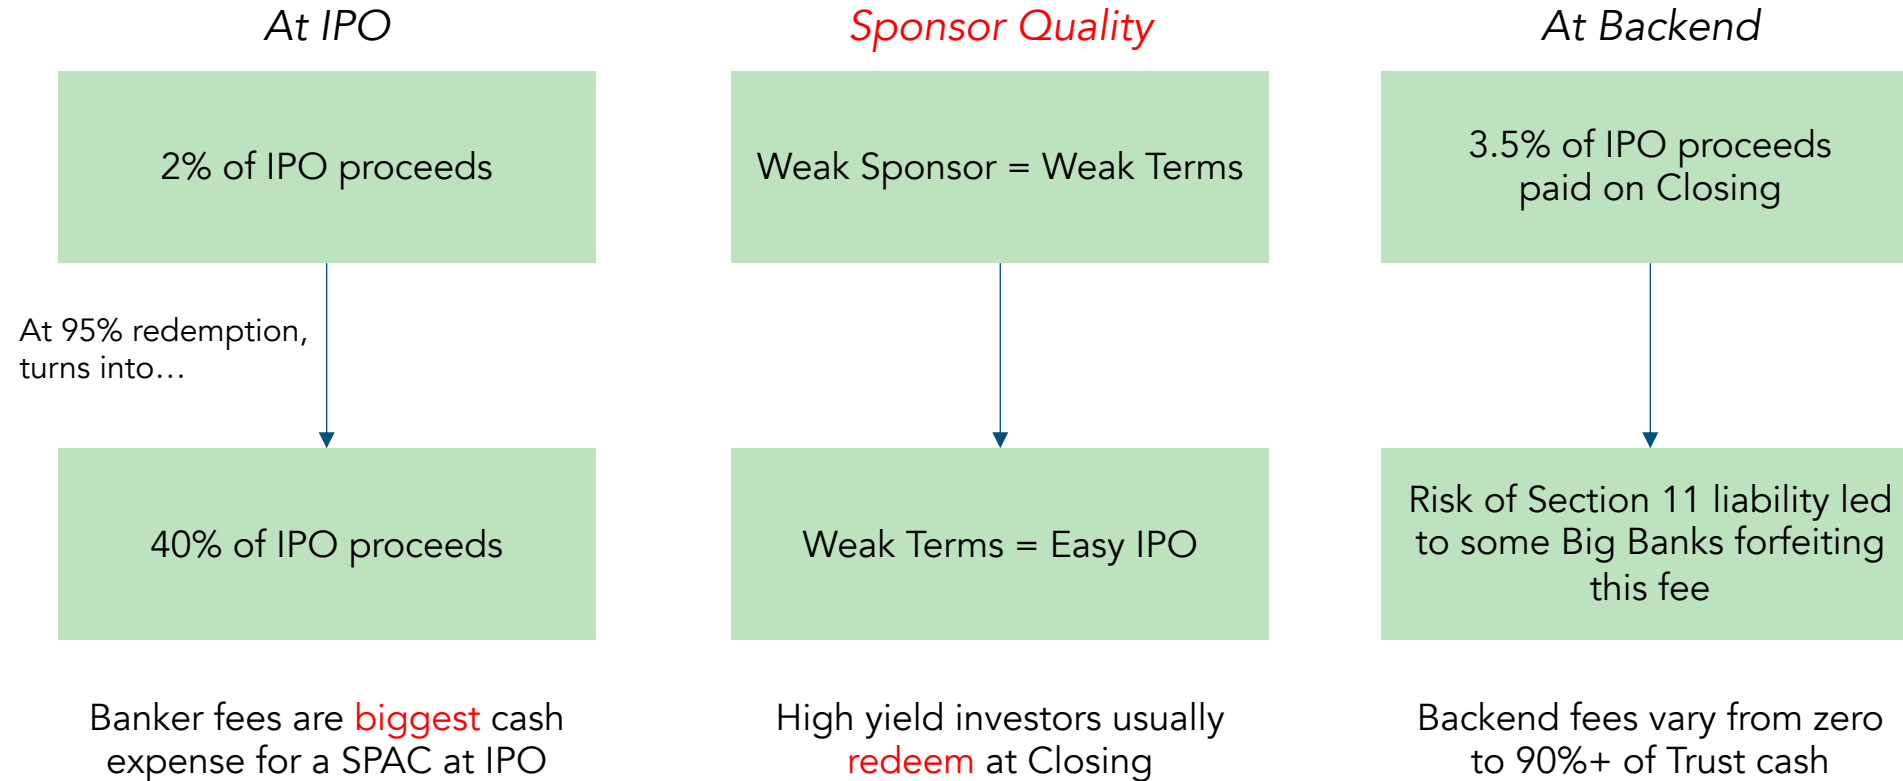 At IPO
2% of IPO proceeds
At 95% redemption,
turns into…
40% of IPO proceeds
Banker fees are biggest cash
expense for a SPAC at IPO
Sponsor Quality
Weak Sponsor = Weak Terms
Weak Terms = Easy IPO
High yield investors usually
redeem at Closing
At Backend
3.5% of IPO proceeds
paid on Closing
Risk of Section 11 liability led
to some Big Banks forfeiting
this fee
Backend fees vary from zero
to 90%+ of Trust cash